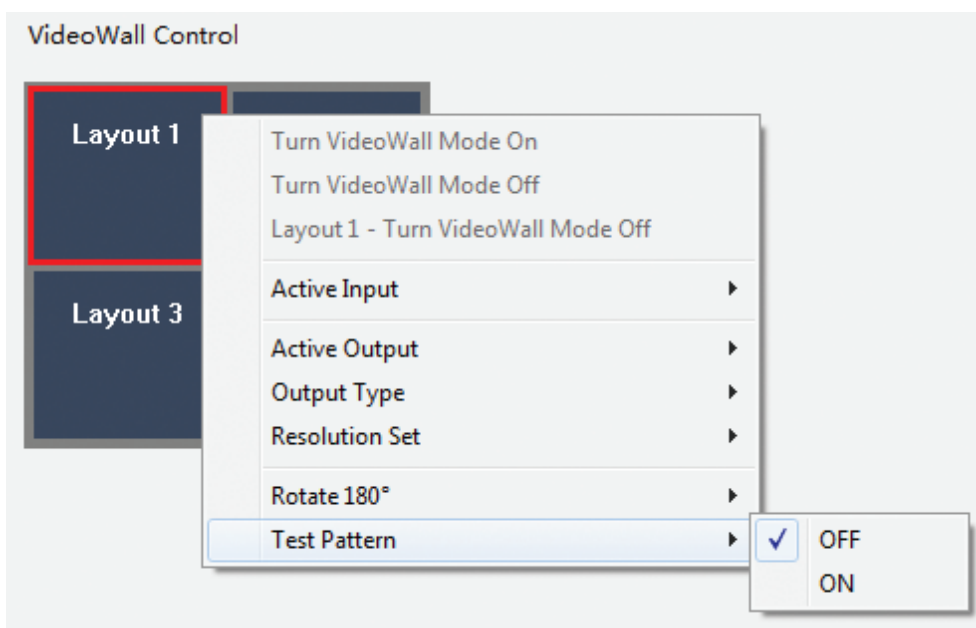 VideoWall Control
Layout 1
Turn VideoWall Mode On
Turn VideoWall Mode Off
Layout 1 - Turn VideoWall Mode Off
Active Input
Layout 3
Active Output
Output Type
Resolution Set
Rotate 180°
Test Pattern
OFF
ON